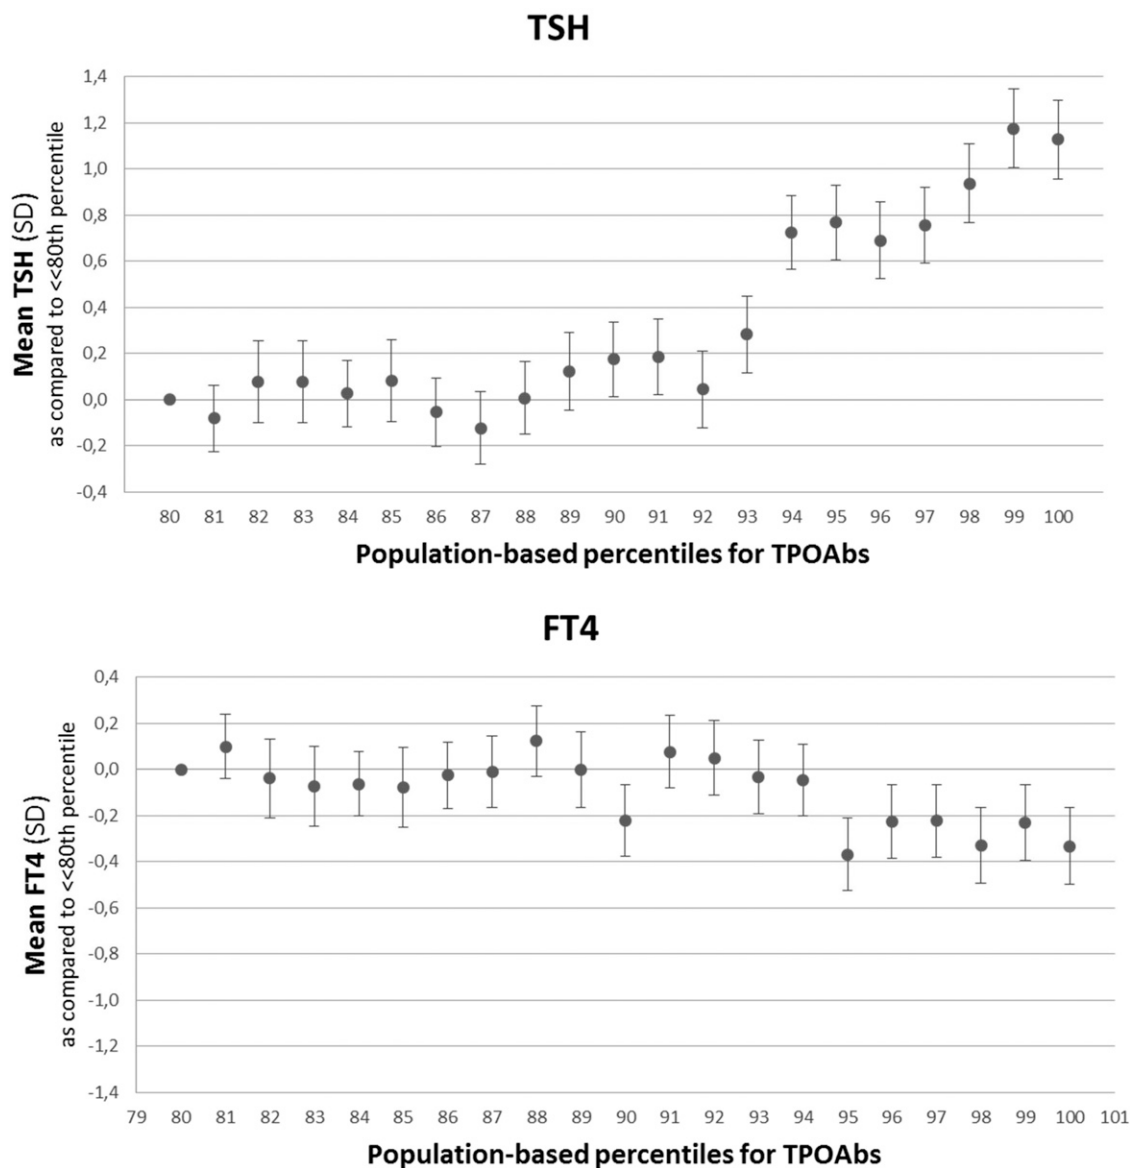 TSH
Mean TSH (SD)
as compared to <<80th percentile
1,4
1,2
1,0
0,8
0,6
0,4
0,2
0,0
-0,2
-0,4
80 81 82 83 84 85 86 87 88 89 90 91 92 93 94 95 96 97 98 99 100
Population-based percentiles for TPOAbs
FT4
Mean FT4 (SD)
as compared to <<80th percentile
0,4
0,2
0,0
-0,2
-0,4
-0,6
-0,8
-1,0
-1,2
-1,4
79 80 81 82 83 84 85 86 87 88 89 90 91 92 93 94 95 96 97 98 99 100 101
Population-based percentiles for TPOAbs